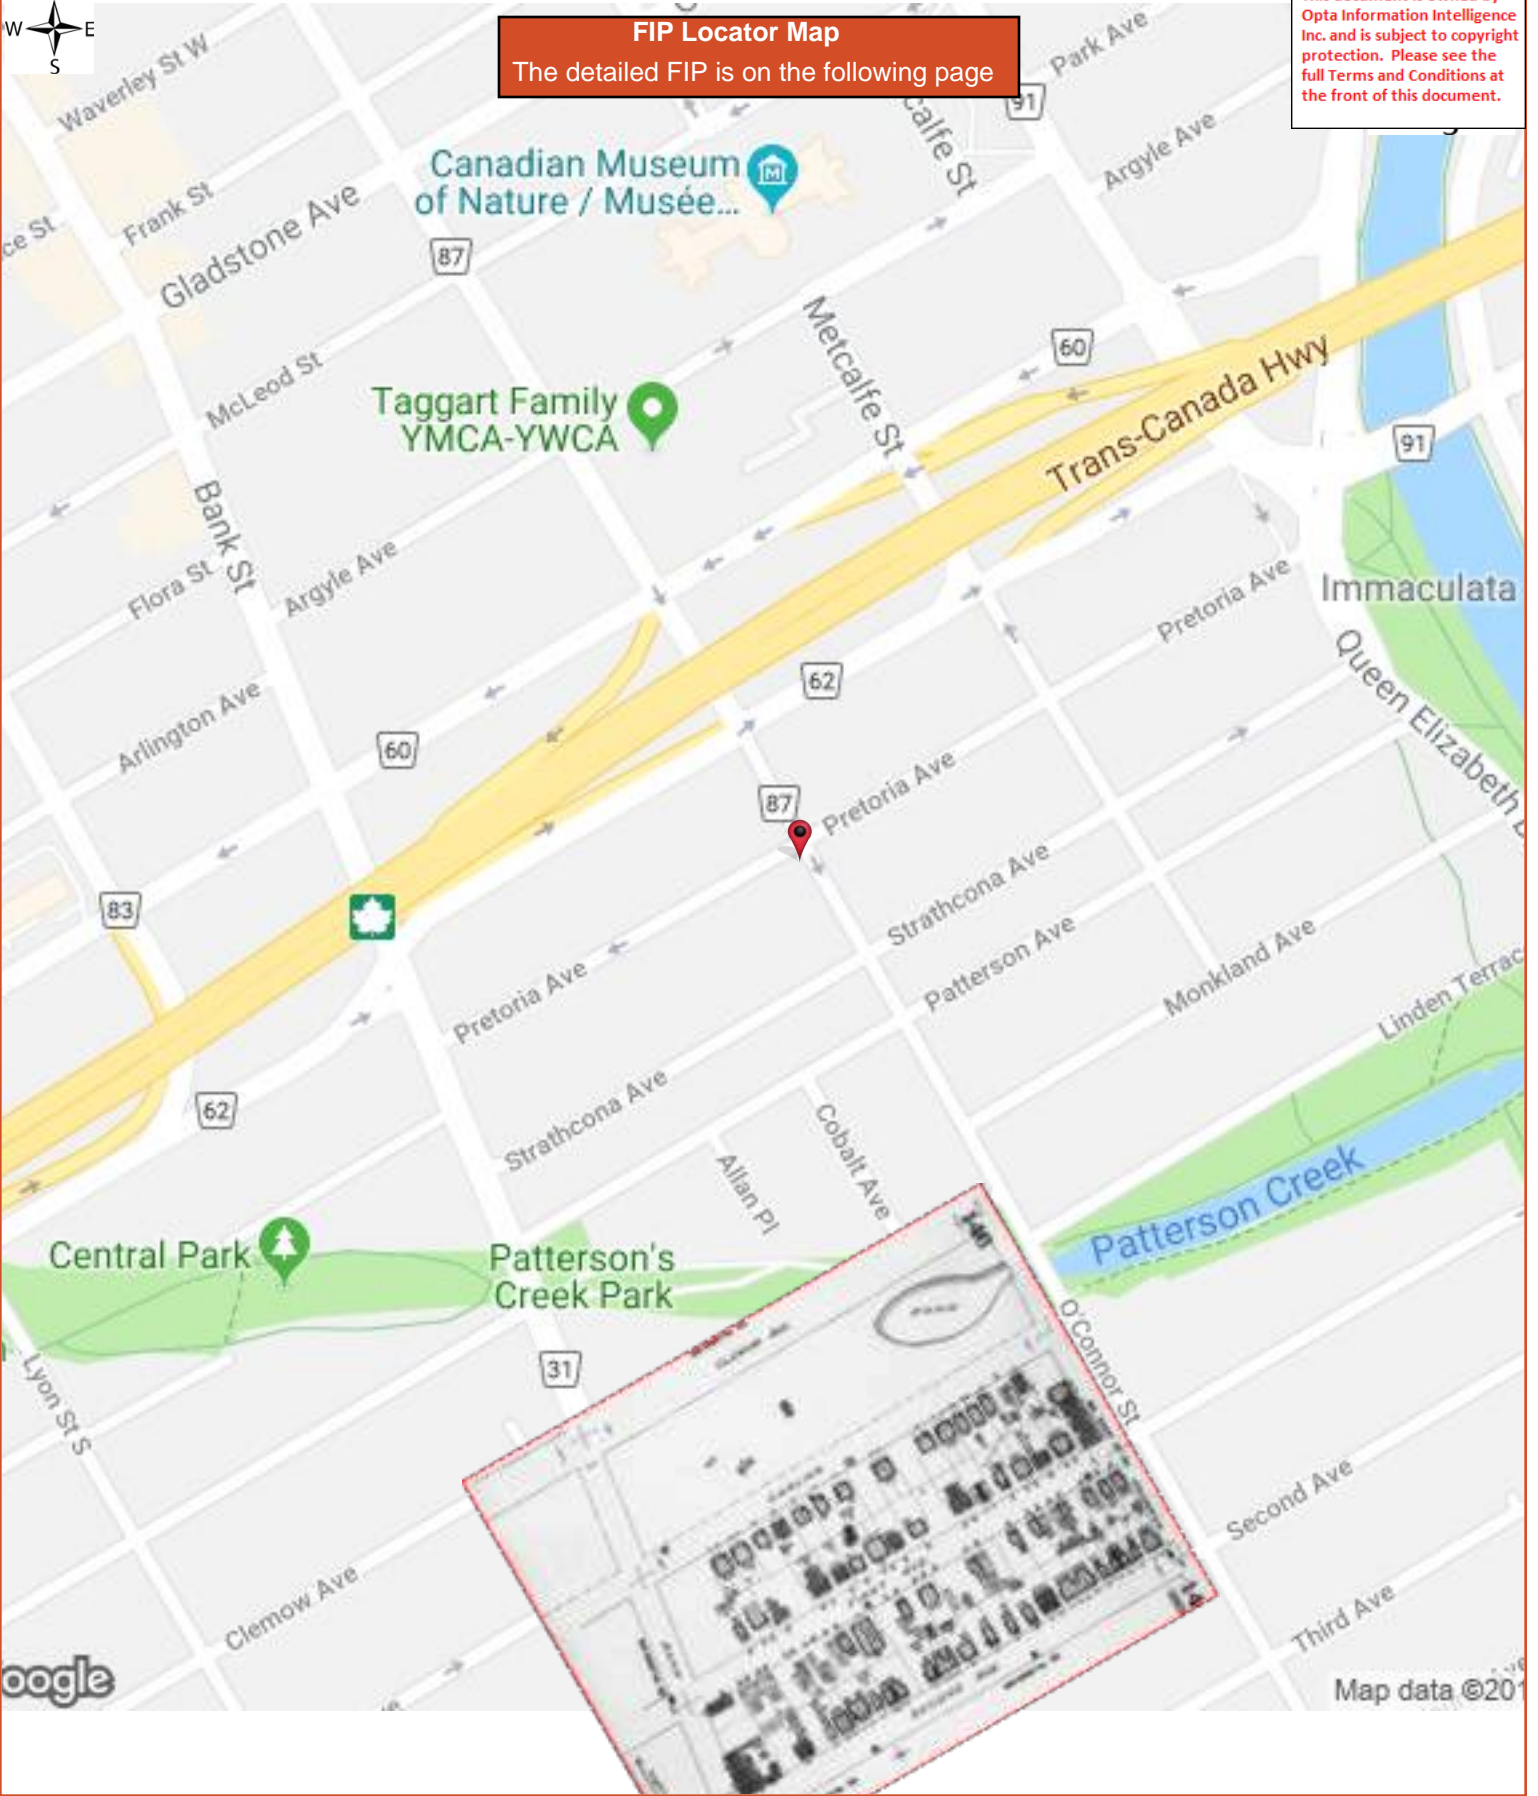 W E
S
FIP Locator Map
The detailed FIP is on the following page
Opta Information Intelligence
Inc. and is subject to copyright
protection. Please see the
full Terms and Conditions at
the front of this document.
Waverley St W
Park Ave
91
calfe St
Argyle Ave
Canadian Museum
of Nature / Musée...
Frank St
ce St
Gladstone Ave
87
Metcalfe St
60
Trans-Canada Hwy
McLeod St
Taggart Family
YMCA-YWCA
91
Bank St
Flora St
Argyle Ave
Immaculata
Pretoria Ave
Queen Elizabeth D
62
Arlington Ave
60
87
Pretoria Ave
83
Strathcona Ave
Patterson Ave
Monkland Ave
Linden Terrac
Pretoria Ave
62
Strathcona Ave
Cobalt Ave
Allan Pl
Patterson Creek
Central Park
Patterson's
Creek Park
146
O'Connor St
31
Lyon St S
Second Ave
Clemow Ave
Third Ave
oogle
Map data ©201